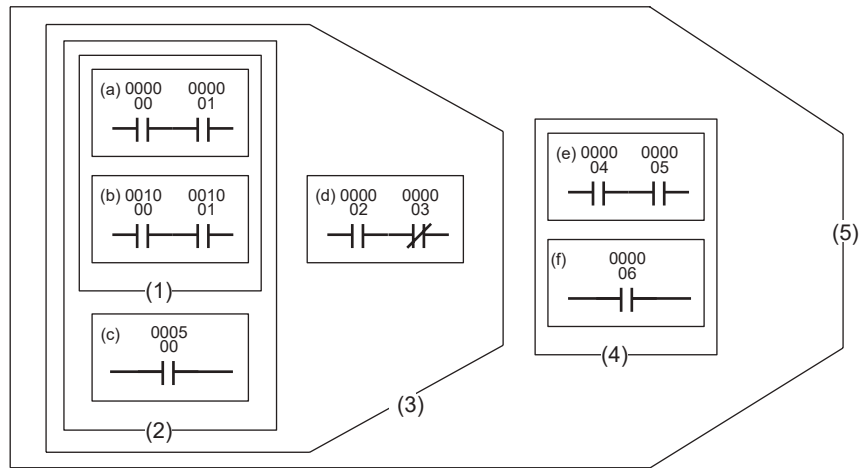 (a) 0000 0000
00 01
(b) 0010 0010
00 01
(1)
(c) 0005
00
(2)
(d) 0000 0000
02 03
(3)
(e) 0000 0000
04 05
(f) 0000
06
(4)
(5)